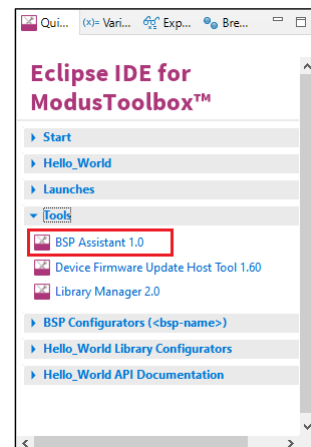 Qui... (x)= Vari... Exp... Bre...
Eclipse IDE for
ModusToolbox™
Start
Hello_World
Launches
Tools
BSP Assistant 1.0
Device Firmware Update Host Tool 1.60
Library Manager 2.0
BSP Configurators (<bsp-name>)
Hello_World Library Configurators
Hello_World API Documentation